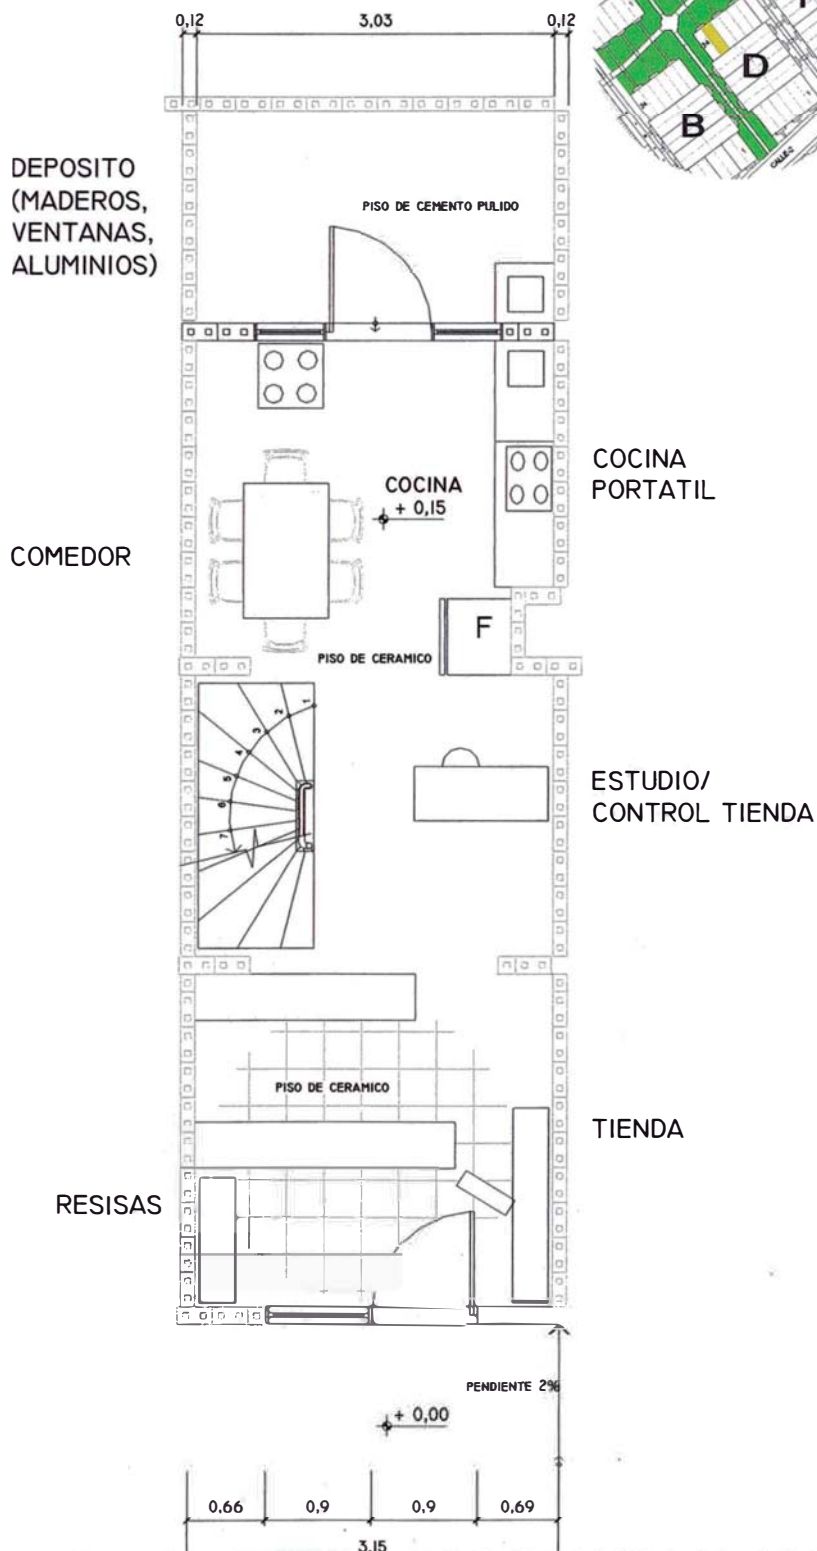 0,12
3,03
0,12
D
B
CALLE-2
DEPOSITO
(MADEROS,
VENTANAS,
ALUMINIOS)
PISO DE CEMENTO PULIDO
COCINA
+ 0,15
COCINA
PORTATIL
COMEDOR
F
PISO DE CERAMICO
1
2
3
4
5
6
7
ESTUDIO/
CONTROL TIENDA
PISO DE CERAMICO
TIENDA
RESISAS
PENDIENTE 2%
+ 0,00
0,66
0,9
0,9
0,69
3,15